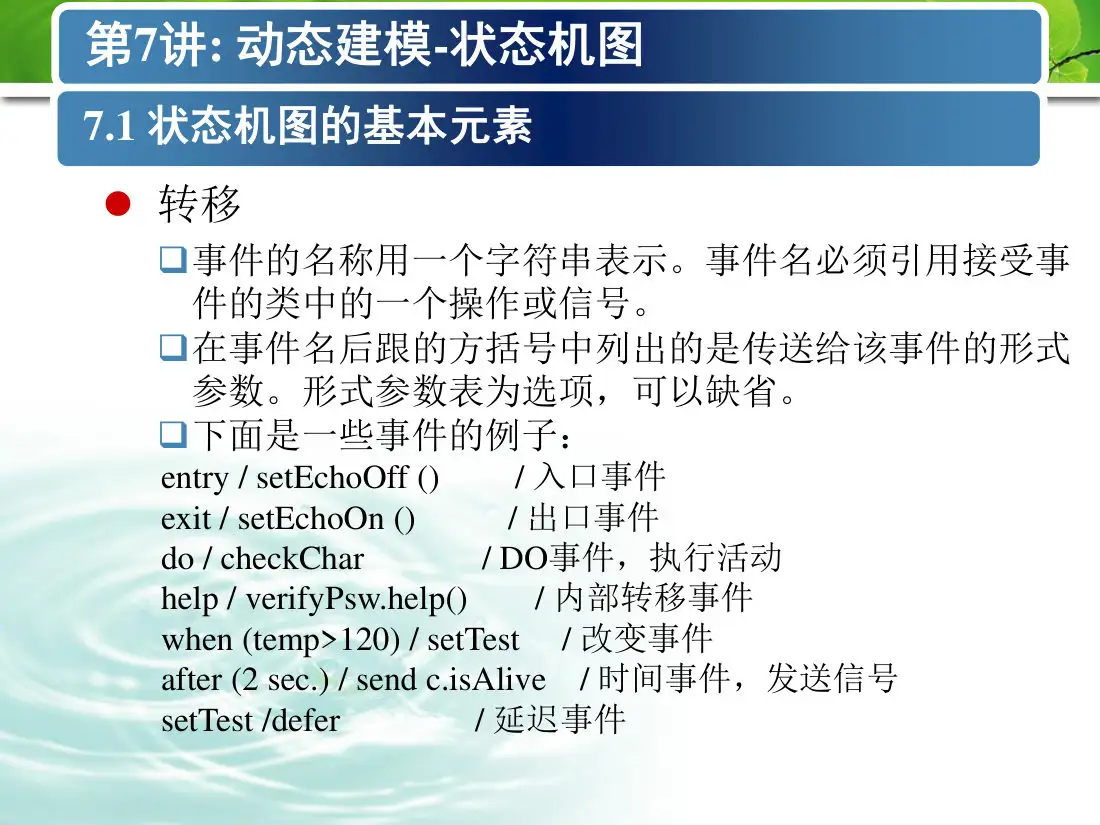 第7讲: 动态建模-状态机图
7.1 状态机图的基本元素
转移
事件的名称用一个字符串表示。事件名必须引用接受事
件的类中的一个操作或信号。
在事件名后跟的方括号中列出的是传送给该事件的形式
参数。形式参数表为选项，可以缺省。
下面是一些事件的例子：
entry / setEchoOff () / 入口事件
exit / setEchoOn () / 出口事件
do / checkChar / DO事件，执行活动
help / verifyPsw.help() / 内部转移事件
when (temp>120) / setTest / 改变事件
after (2 sec.) / send c.isAlive / 时间事件，发送信号
setTest /defer / 延迟事件